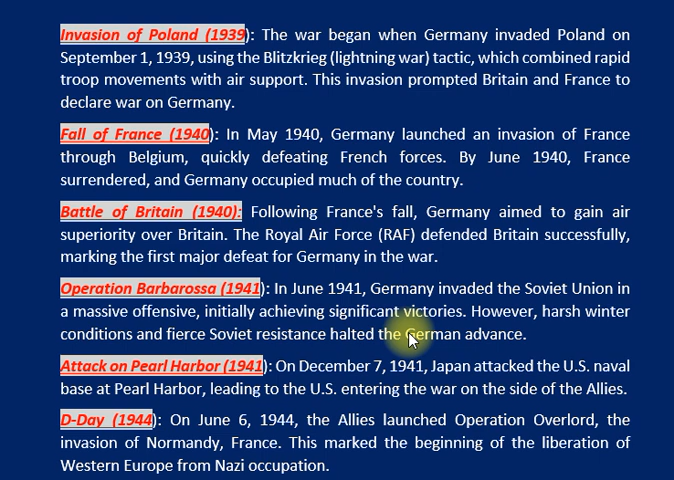 Invasion of Poland (1939): The war began when Germany invaded Poland on
September 1, 1939, using the Blitzkrieg (lightning war) tactic, which combined rapid
troop movements with air support. This invasion prompted Britain and France to
declare war on Germany.
Fall of France (1940): In May 1940, Germany launched an invasion of France
through Belgium, quickly defeating French forces. By June 1940, France
surrendered, and Germany occupied much of the country.
Battle of Britain (1940): Following France's fall, Germany aimed to gain air
superiority over Britain. The Royal Air Force (RAF) defended Britain successfully,
marking the first major defeat for Germany in the war.
Operation Barbarossa (1941): In June 1941, Germany invaded the Soviet Union in
a massive offensive, initially achieving significant victories. However, harsh winter
conditions and fierce Soviet resistance halted the German advance.
Attack on Pearl Harbor (1941): On December 7, 1941, Japan attacked the U.S. naval
base at Pearl Harbor, leading to the U.S. entering the war on the side of the Allies.
D-Day (1944): On June 6, 1944, the Allies launched Operation Overlord, the
invasion of Normandy, France. This marked the beginning of the liberation of
Western Europe from Nazi occupation.